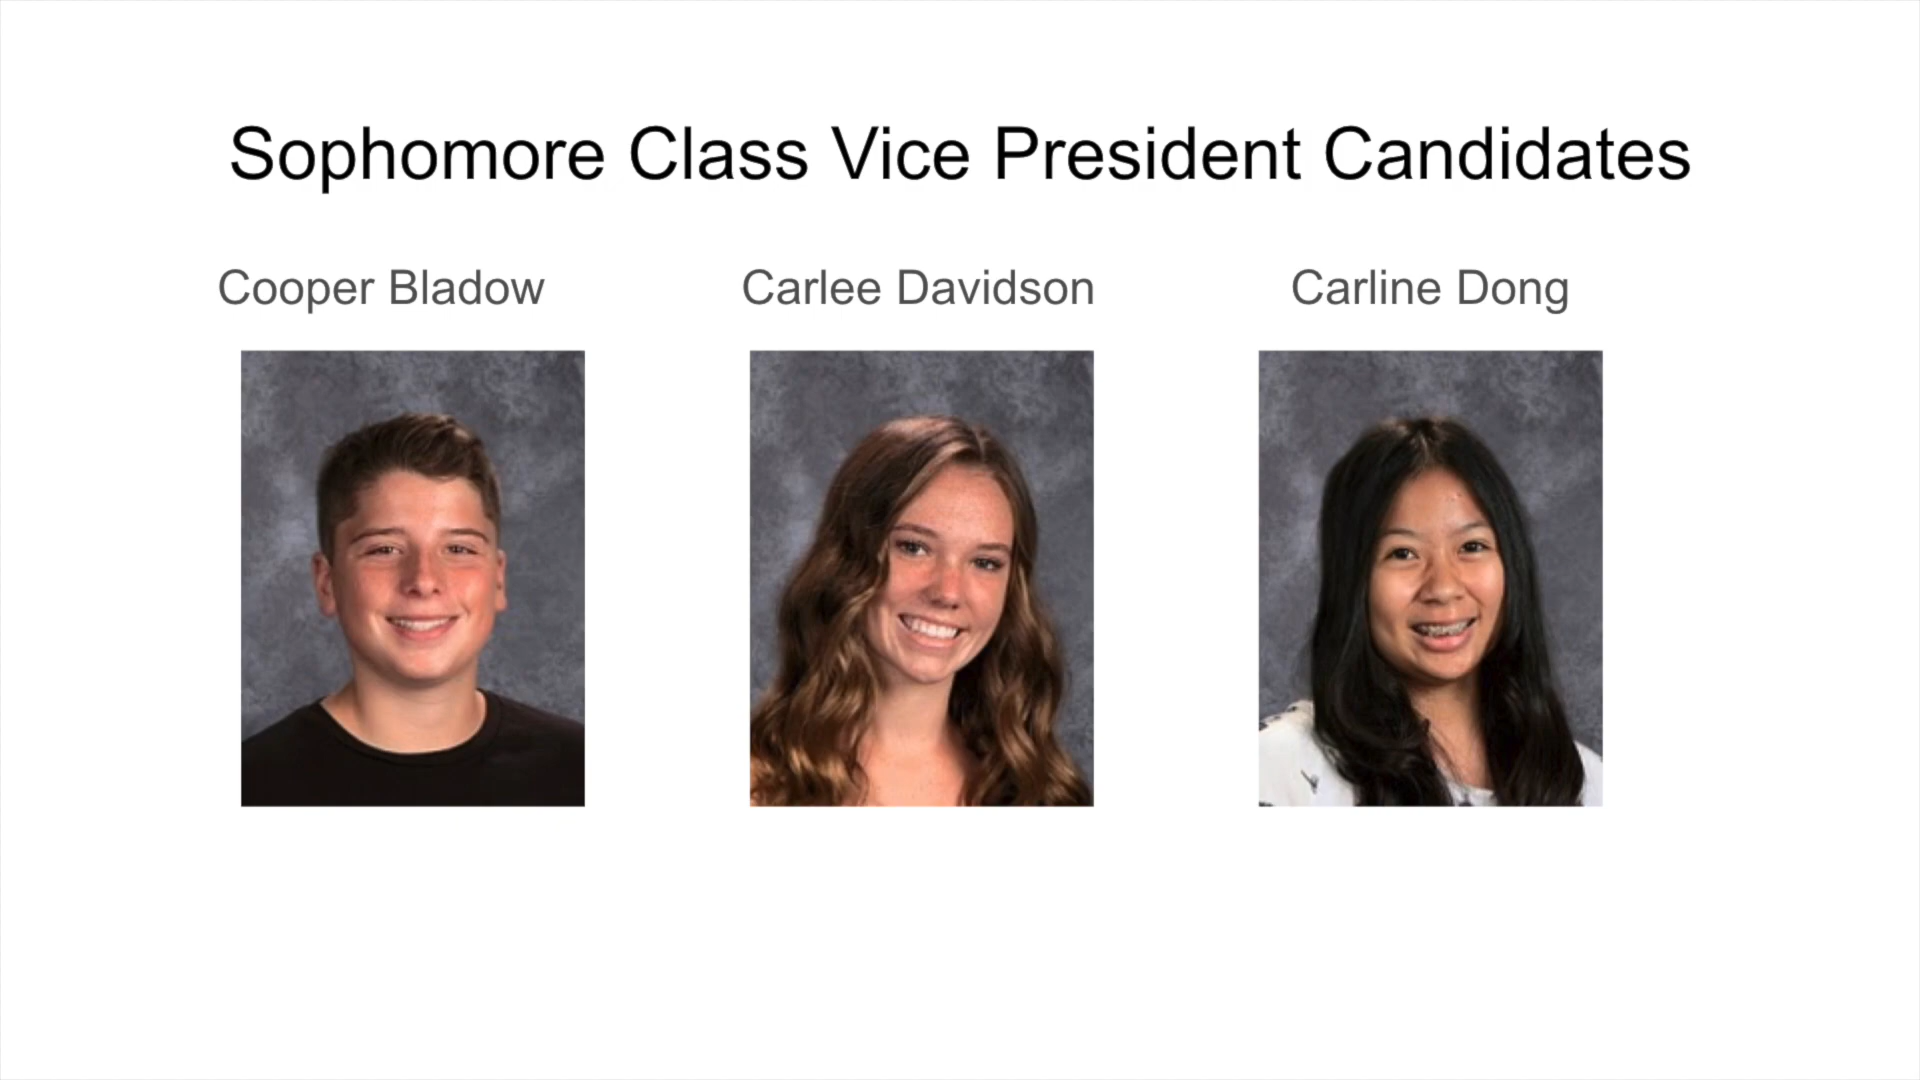 Sophomore Class Vice President Candidates
Cooper Bladow
Carlee Davidson
Carline Dong